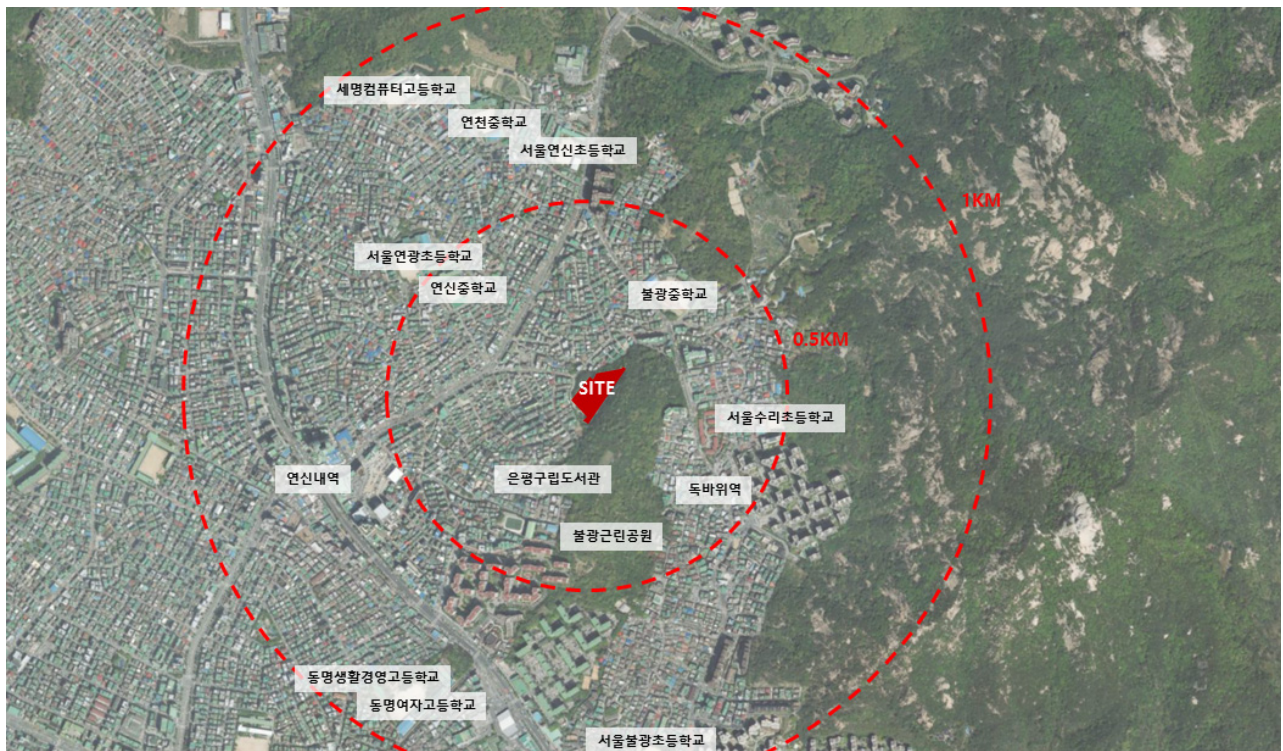 세명컴퓨터고등학교
연천중학교
서울연신초등학교
1KM
서울연광초등학교
연신중학교
불광중학교
0.5KM
SITE
서울수리초등학교
연신내역
은평구립도서관
독바위역
불광근린공원
동명생활경영고등학교
동명여자고등학교
서울불광초등학교